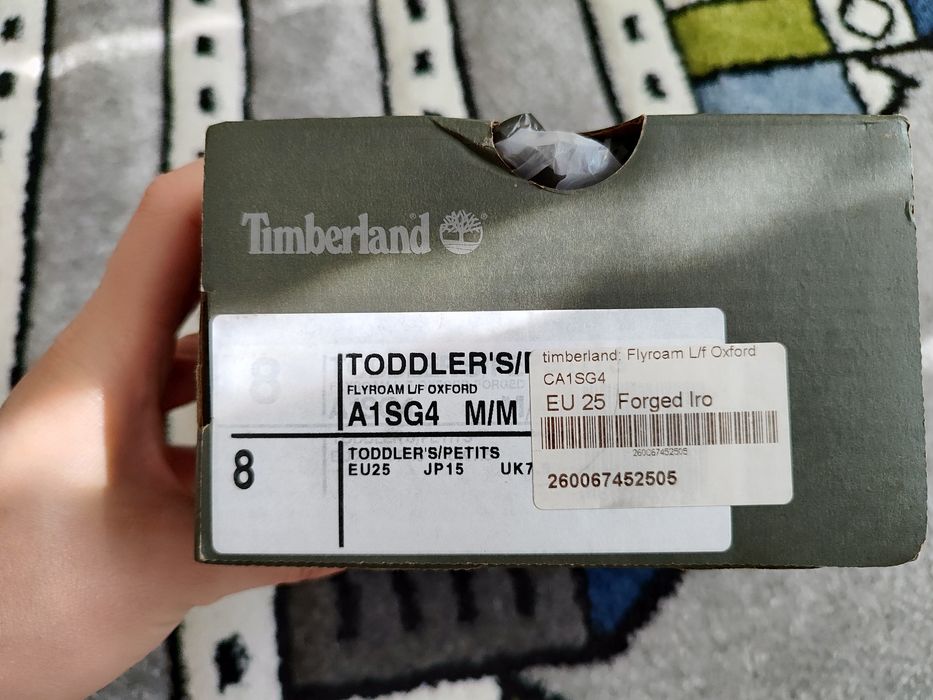 Timberland
8
TODDLER'S/
FLYROAM L/F OXFORD
A1SG4 M/M
8
TODDLER'S/PETITS
EU25 JP15 UK7
timberland: Flyroam L/f Oxford
CA1SG4
EU 25 Forged Iro
260067452505
260067452505